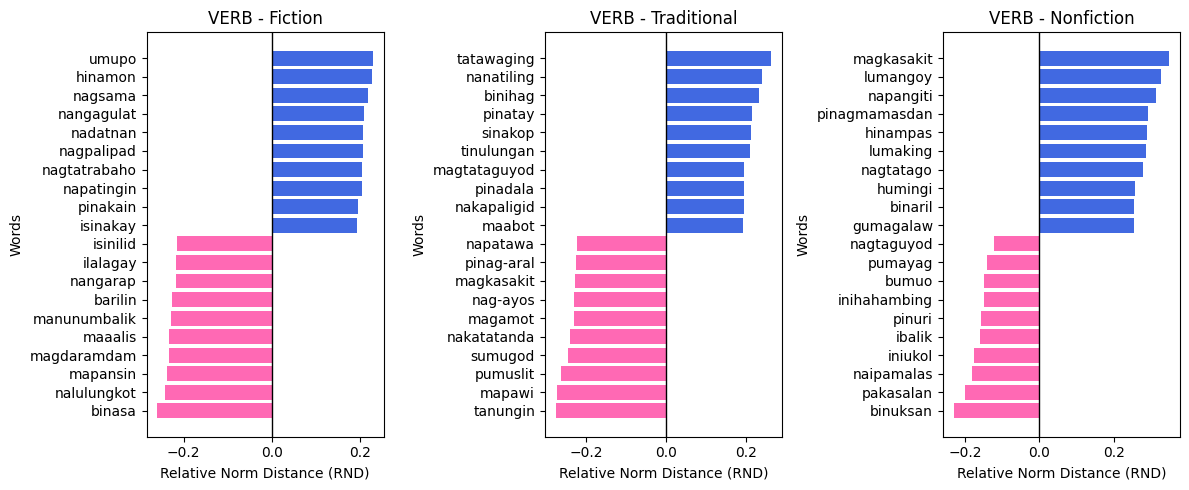 VERB - Fiction
Words
umupo
hinamon
nagsama
nangagulat
nadatnan
nagpalipad
nagtatrabaho
napatingin
pinakain
isinakay
isinilid
ilalagay
nangarap
barilin
manunumbalik
maaalis
magdaramdam
mapansin
nalulungkot
binasa
−0.2 0.0 0.2
Relative Norm Distance (RND)
VERB - Traditional
Words
tatawaging
nanatiling
binihag
pinatay
sinakop
tinulungan
magtataguyod
pinadala
nakapaligid
maabot
napatawa
pinag-aral
magkasakit
nag-ayos
magamot
nakatatanda
sumugod
pumuslit
mapawi
tanungin
−0.2 0.0 0.2
Relative Norm Distance (RND)
VERB - Nonfiction
Words
magkasakit
lumangoy
napangiti
pinagmamasdan
hinampas
lumaking
nagtatago
humingi
binaril
gumagalaw
nagtaguyod
pumayag
bumuo
inihahambing
pinuri
ibalik
iniukol
naipamalas
pakasalan
binuksan
−0.2 0.0 0.2
Relative Norm Distance (RND)